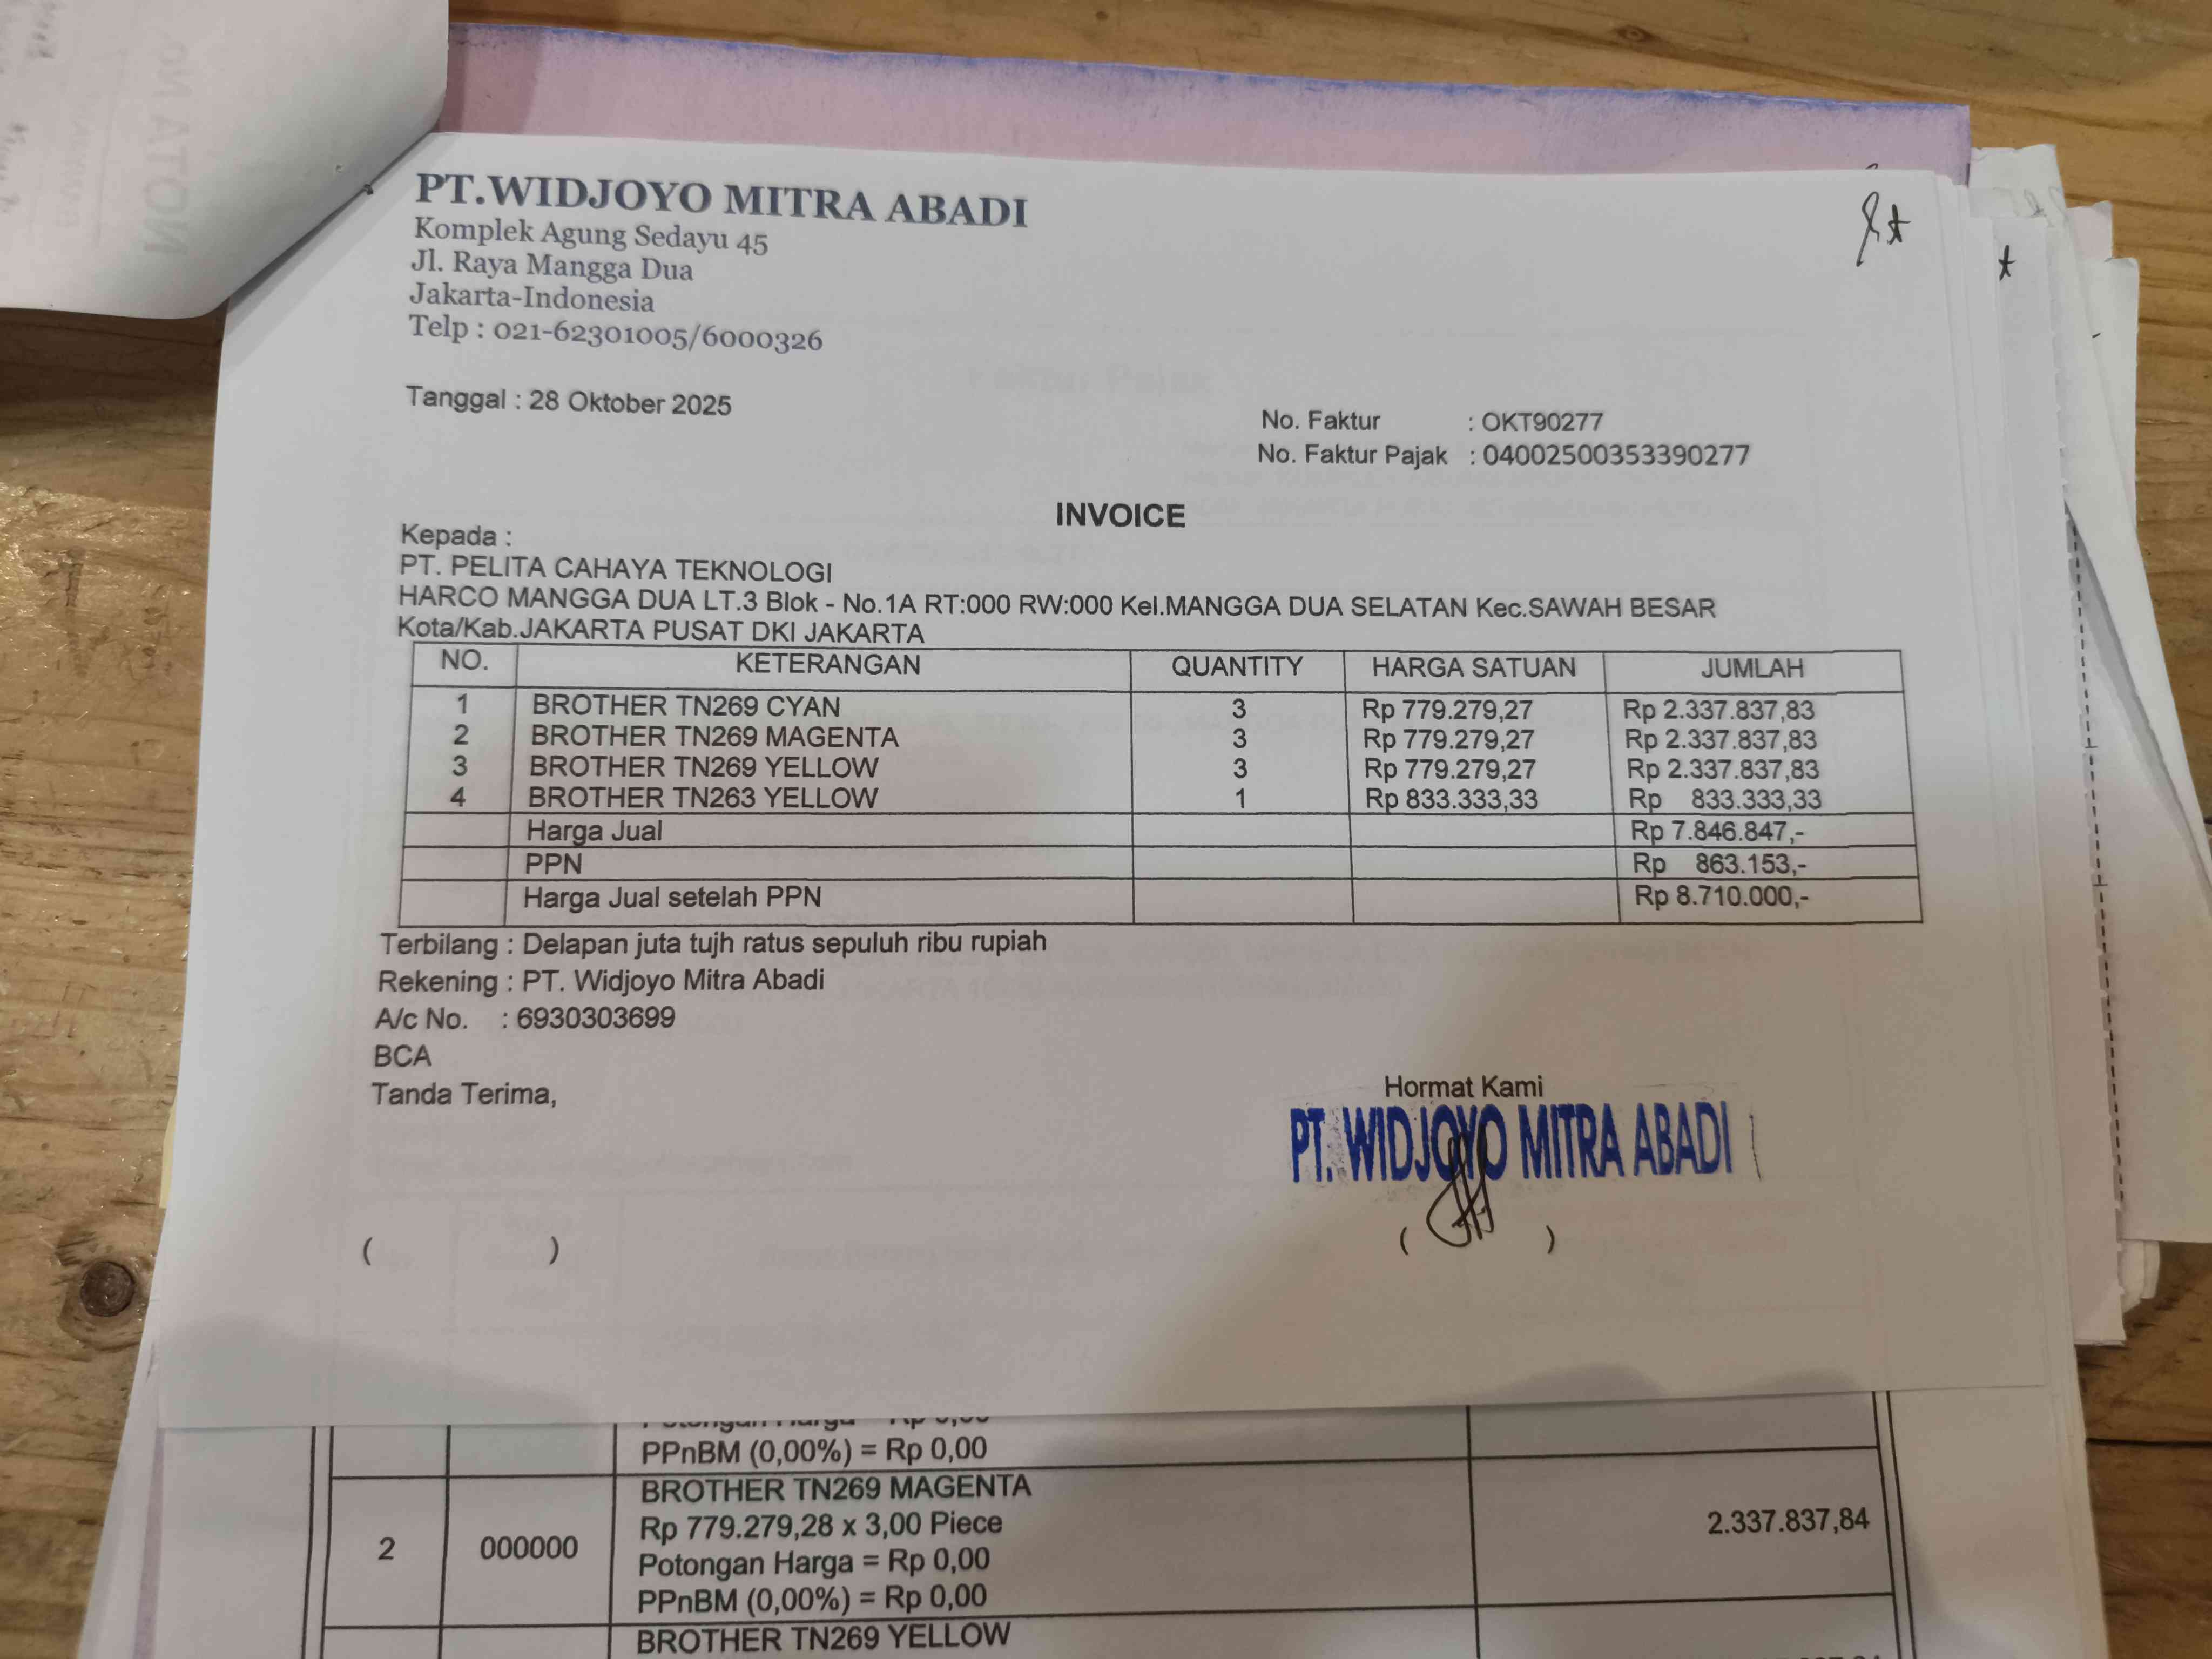 PT.WIDJOYO MITRA ABADI
Komplek Agung Sedayu 45
Jl. Raya Mangga Dua
Jakarta-Indonesia
Telp : 021-62301005/6000326
Tanggal : 28 Oktober 2025
No. Faktur : OKT90277
No. Faktur Pajak : 04002500353390277
INVOICE
Kepada :
PT. PELITA CAHAYA TEKNOLOGI
HARCO MANGGA DUA LT.3 Blok - No.1A RT:000 RW:000 Kel.MANGGA DUA SELATAN Kec.SAWAH BESAR
Kota/Kab.JAKARTA PUSAT DKI JAKARTA
NO. KETERANGAN QUANTITY HARGA SATUAN JUMLAH
1 BROTHER TN269 CYAN 3 Rp 779.279,27 Rp 2.337.837,83
2 BROTHER TN269 MAGENTA 3 Rp 779.279,27 Rp 2.337.837,83
3 BROTHER TN269 YELLOW 3 Rp 779.279,27 Rp 2.337.837,83
4 BROTHER TN263 YELLOW 1 Rp 833.333,33 Rp 833.333,33
Harga Jual Rp 7.846.847,-
PPN Rp 863.153,-
Harga Jual setelah PPN Rp 8.710.000,-
Terbilang : Delapan juta tujh ratus sepuluh ribu rupiah
Rekening : PT. Widjoyo Mitra Abadi
A/c No. : 6930303699
BCA
Tanda Terima,
Hormat Kami
PT. WIDJOYO MITRA ABADI
( ) ( )
PPnBM (0,00%) = Rp 0,00
BROTHER TN269 MAGENTA
Rp 779.279,28 x 3,00 Piece
2 000000 2.337.837,84
Potongan Harga = Rp 0,00
PPnBM (0,00%) = Rp 0,00
BROTHER TN269 YELLOW